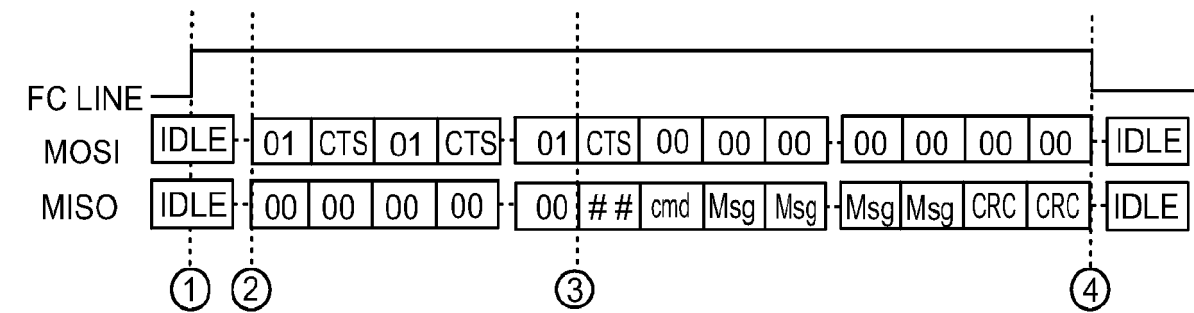 FC LINE
MOSI IDLE 01 CTS 01 CTS 01 CTS 00 00 00 00 00 00 00 IDLE
MISO IDLE 00 00 00 00 00 ## cmd Msg Msg Msg Msg CRC CRC IDLE
1 2 3 4